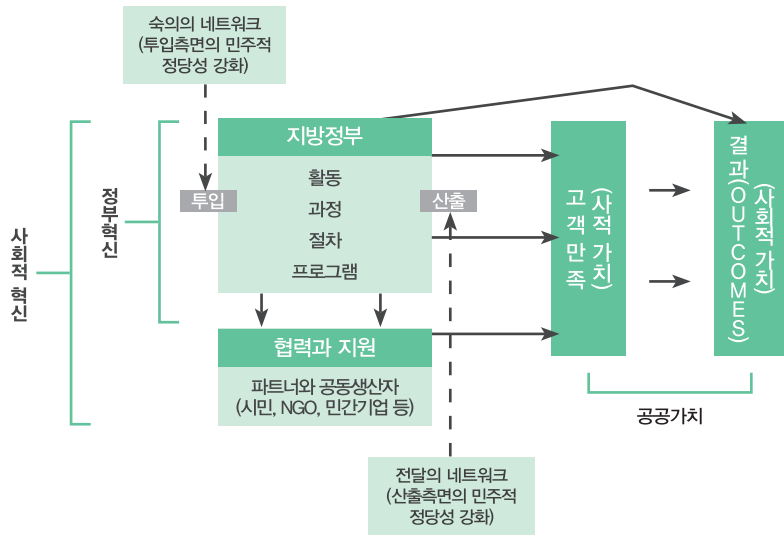 숙의의 네트워크
(투입측면의 민주적
정당성 강화)
사회적 혁신
정부혁신
지방정부
투입
활동
과정
절차
프로그램
산출
협력과 지원
파트너와 공동생산자
(시민, NGO, 민간기업 등)
고객만족
(사적 가치)
결과(OUTCOMES)
(사회적 가치)
공공가치
전달의 네트워크
(산출측면의 민주적
정당성 강화)